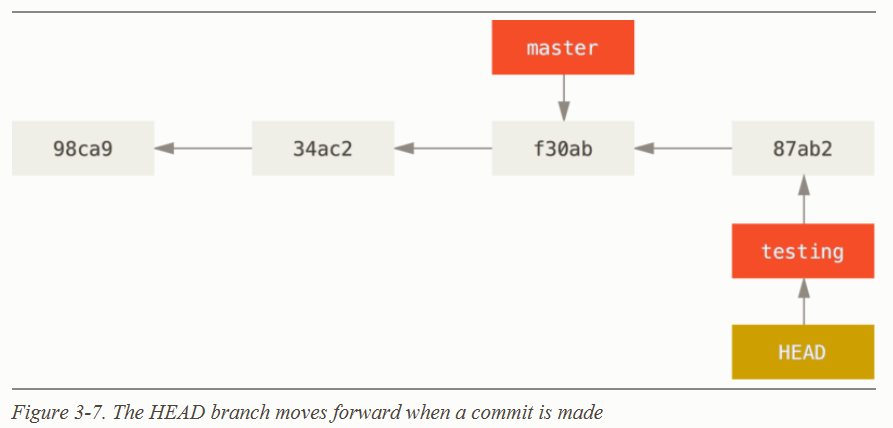 master
98ca9
34ac2
f30ab
87ab2
testing
HEAD
Figure 3-7. The HEAD branch moves forward when a commit is made